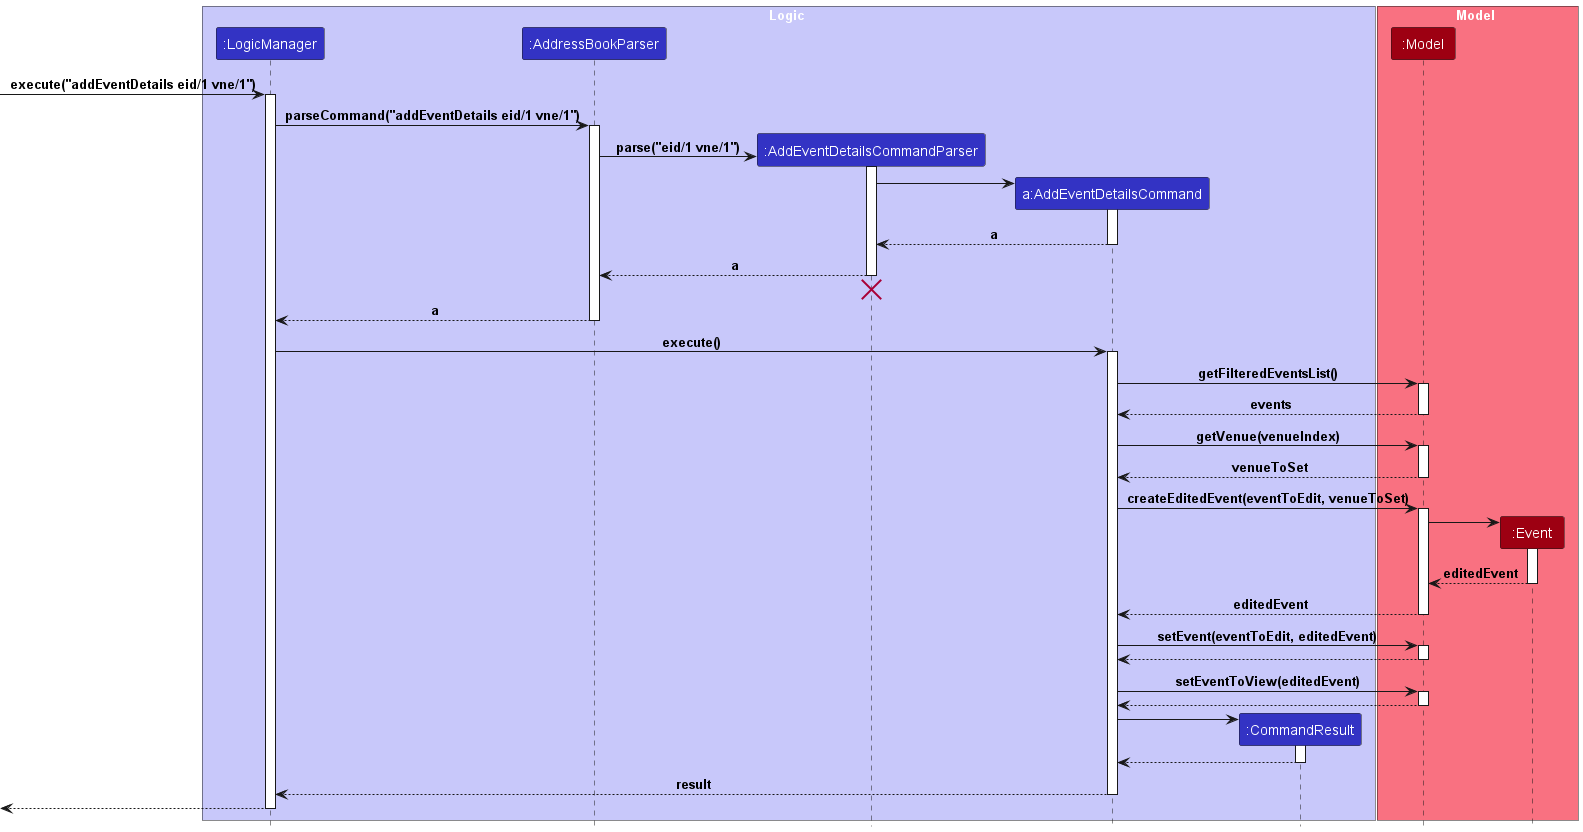 Logic
Model
:LogicManager
:AddressBookParser
:Model
execute("addEventDetails eid/1 vne/1")
parseCommand("addEventDetails eid/1 vne/1")
parse("eid/1 vne/1")
:AddEventDetailsCommandParser
a:AddEventDetailsCommand
a
a
a
execute()
getFilteredEventsList()
events
getVenue(venueIndex)
venueToSet
createEditedEvent(eventToEdit, venueToSet)
:Event
editedEvent
editedEvent
setEvent(eventToEdit, editedEvent)
setEventToView(editedEvent)
:CommandResult
result